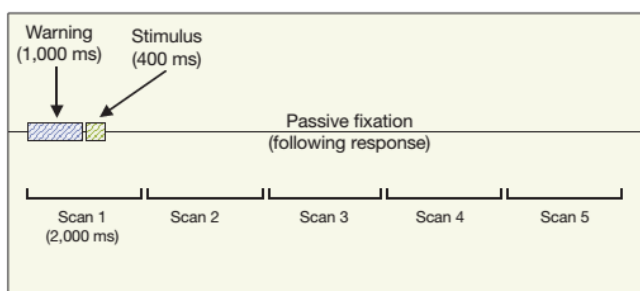 Warning
(1,000 ms)
Stimulus
(400 ms)
Passive fixation
(following response)
Scan 1
(2,000 ms)
Scan 2
Scan 3
Scan 4
Scan 5